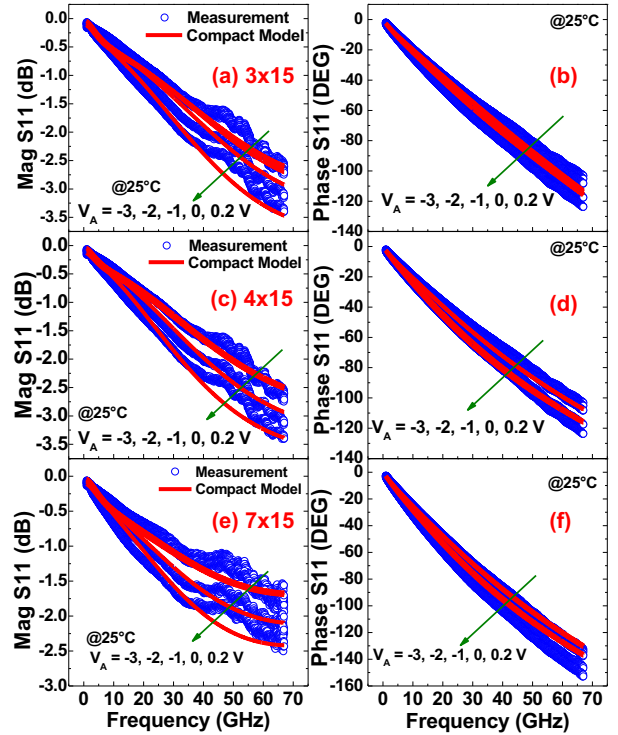 0.0
-0.5
-1.0
-1.5
-2.0
-2.5
-3.0
-3.5
Mag S11 (dB)
Measurement
Compact Model
(a) 3x15
@25°C
V_A = -3, -2, -1, 0, 0.2 V
0
-20
-40
-60
-80
-100
-120
-140
Phase S11 (DEG)
@25°C
(b)
V_A = -3, -2, -1, 0, 0.2 V
0.0
-0.5
-1.0
-1.5
-2.0
-2.5
-3.0
-3.5
Mag S11 (dB)
Measurement
Compact Model
(c) 4x15
@25°C
V_A = -3, -2, -1, 0, 0.2 V
0
-20
-40
-60
-80
-100
-120
-140
Phase S11 (DEG)
@25°C
(d)
V_A = -3, -2, -1, 0, 0.2 V
0.0
-0.5
-1.0
-1.5
-2.0
-2.5
-3.0
Mag S11 (dB)
Measurement
Compact Model
(e) 7x15
@25°C
V_A = -3, -2, -1, 0, 0.2 V
0 10 20 30 40 50 60 70
Frequency (GHz)
0
-20
-40
-60
-80
-100
-120
-140
-160
Phase S11 (DEG)
@25°C
(f)
V_A = -3, -2, -1, 0, 0.2 V
0 10 20 30 40 50 60 70
Frequency (GHz)